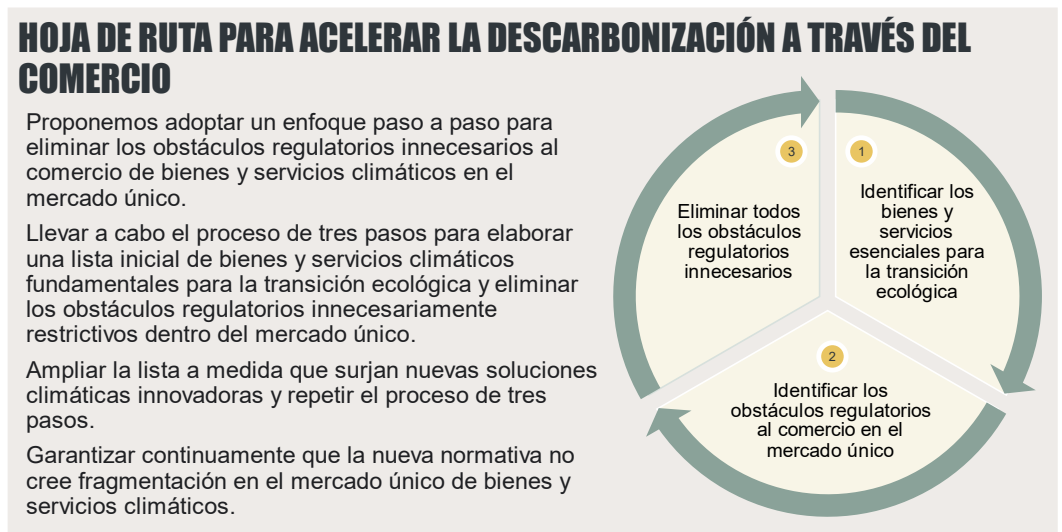 HOJA DE RUTA PARA ACELERAR LA DESCARBONIZACIÓN A TRAVÉS DEL
COMERCIO
Proponemos adoptar un enfoque paso a paso para
eliminar los obstáculos regulatorios innecesarios al
comercio de bienes y servicios climáticos en el
mercado único.
Llevar a cabo el proceso de tres pasos para elaborar
una lista inicial de bienes y servicios climáticos
fundamentales para la transición ecológica y eliminar
los obstáculos regulatorios innecesariamente
restrictivos dentro del mercado único.
Ampliar la lista a medida que surjan nuevas soluciones
climáticas innovadoras y repetir el proceso de tres
pasos.
Garantizar continuamente que la nueva normativa no
cree fragmentación en el mercado único de bienes y
servicios climáticos.
1
Identificar los
bienes y
servicios
esenciales para
la transición
ecológica
2
Identificar los
obstáculos regulatorios
al comercio en el
mercado único
3
Eliminar todos
los obstáculos
regulatorios
innecesarios